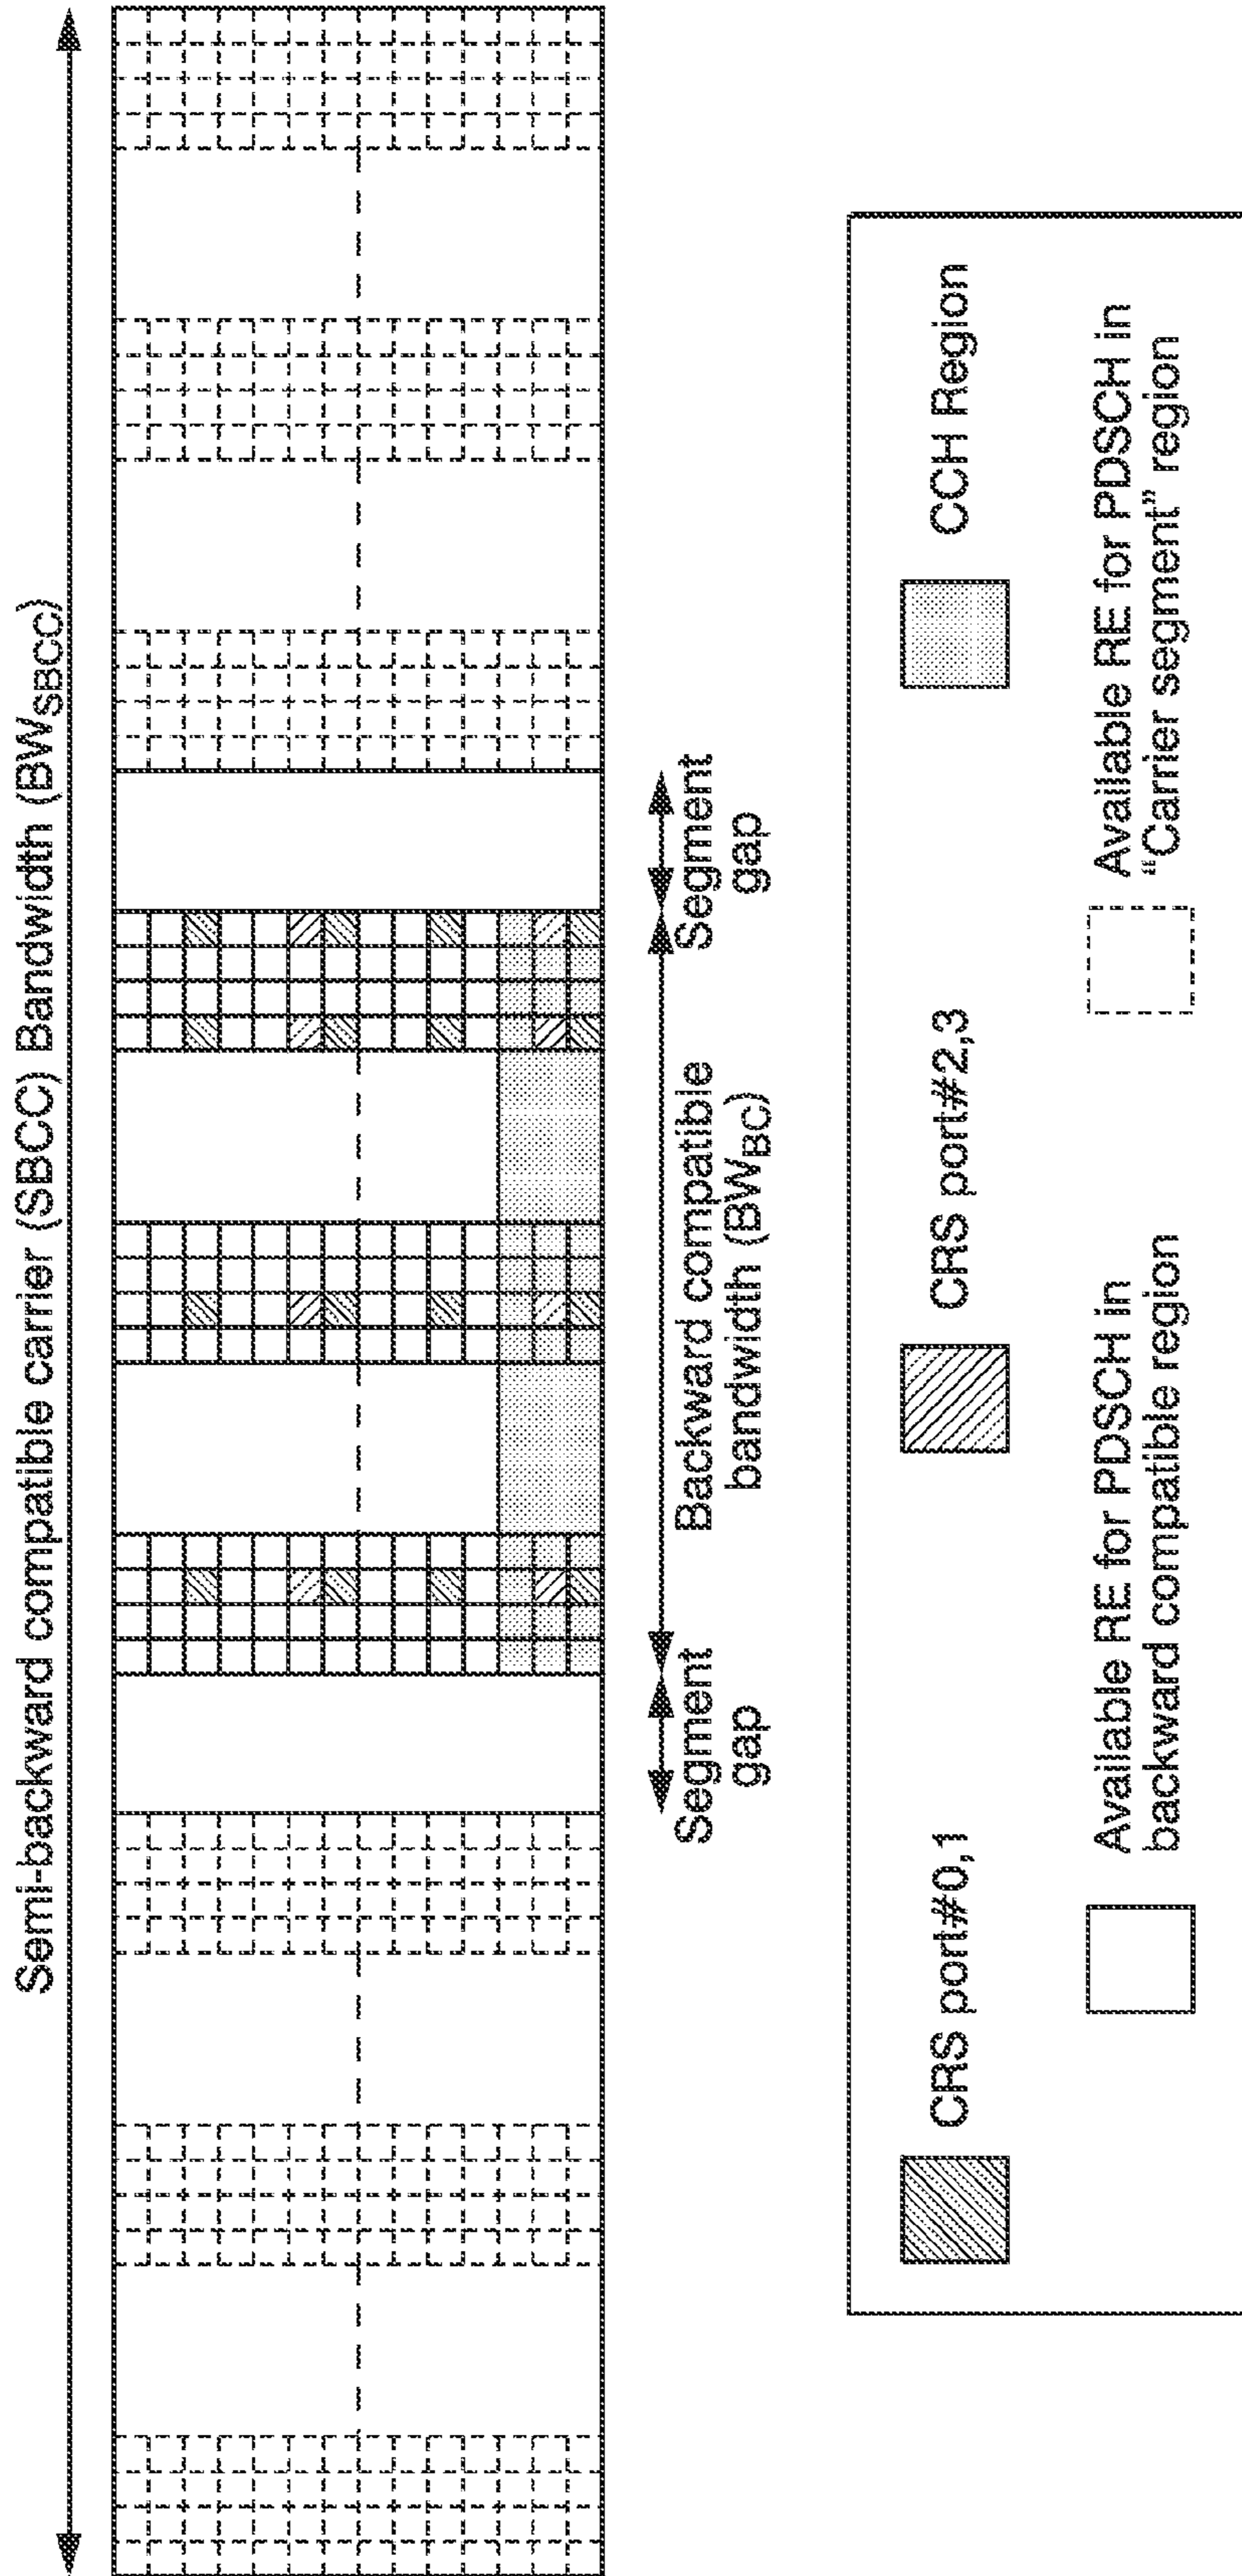 Semi-backward compatible carrier (SBCC) Bandwidth (BWSBCC)
Segment
gap
Backward compatible
bandwidth (BWBC)
Segment
gap
CRS port#0,1
CRS port#2,3
CCH Region
Available RE for PDSCH in
backward compatible region
Available RE for PDSCH in
“Carrier segment” region